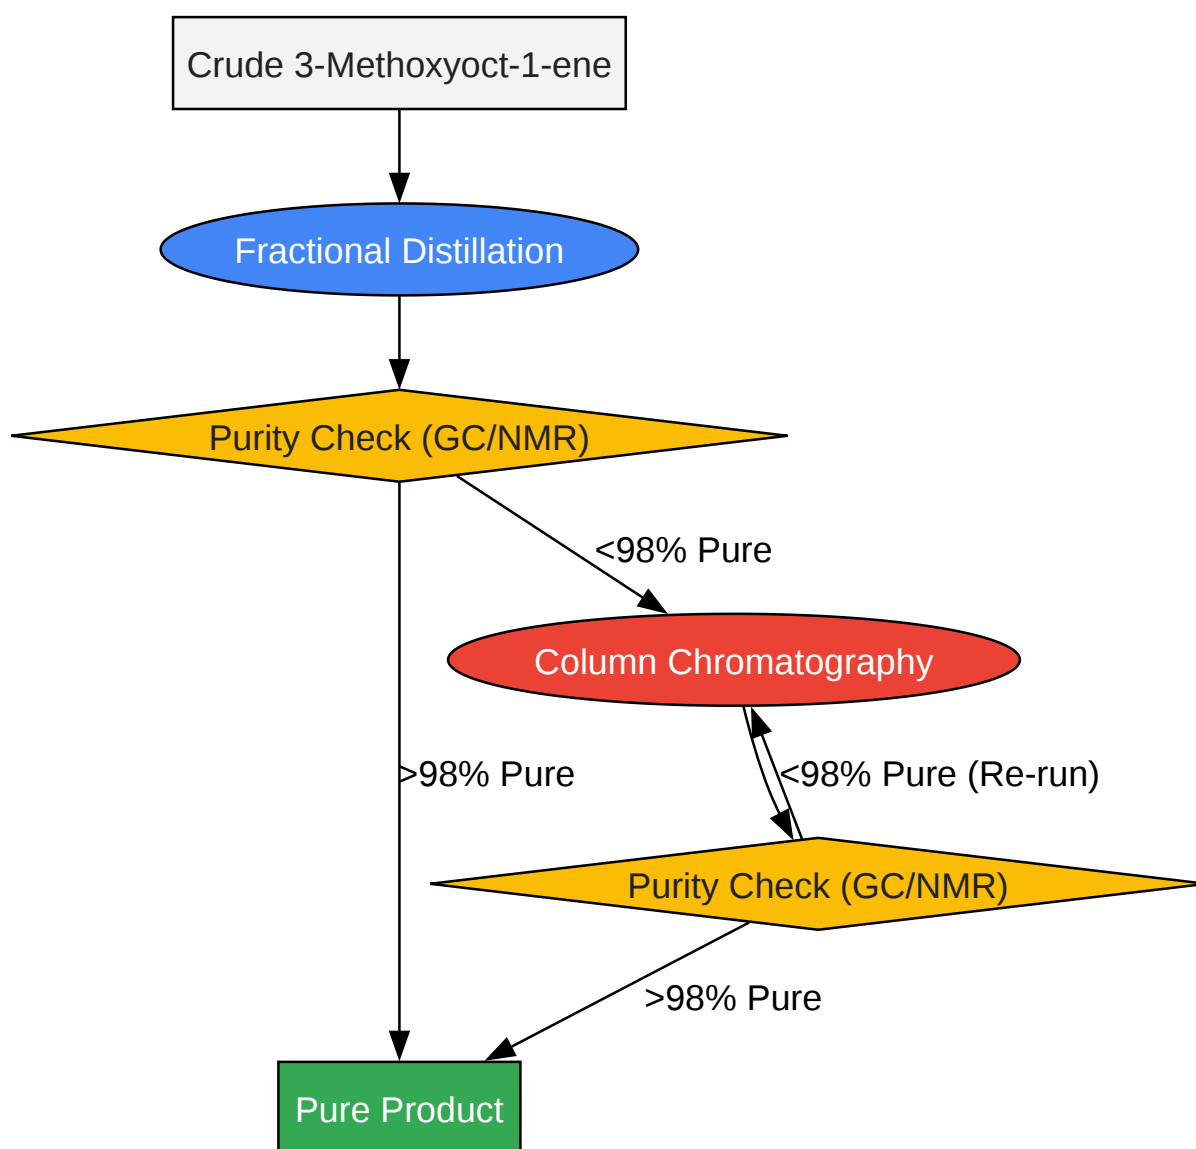 Crude 3-Methoxyoct-1-ene
Fractional Distillation
Purity Check (GC/NMR)
<98% Pure
Column Chromatography
>98% Pure
<98% Pure (Re-run)
Purity Check (GC/NMR)
>98% Pure
Pure Product